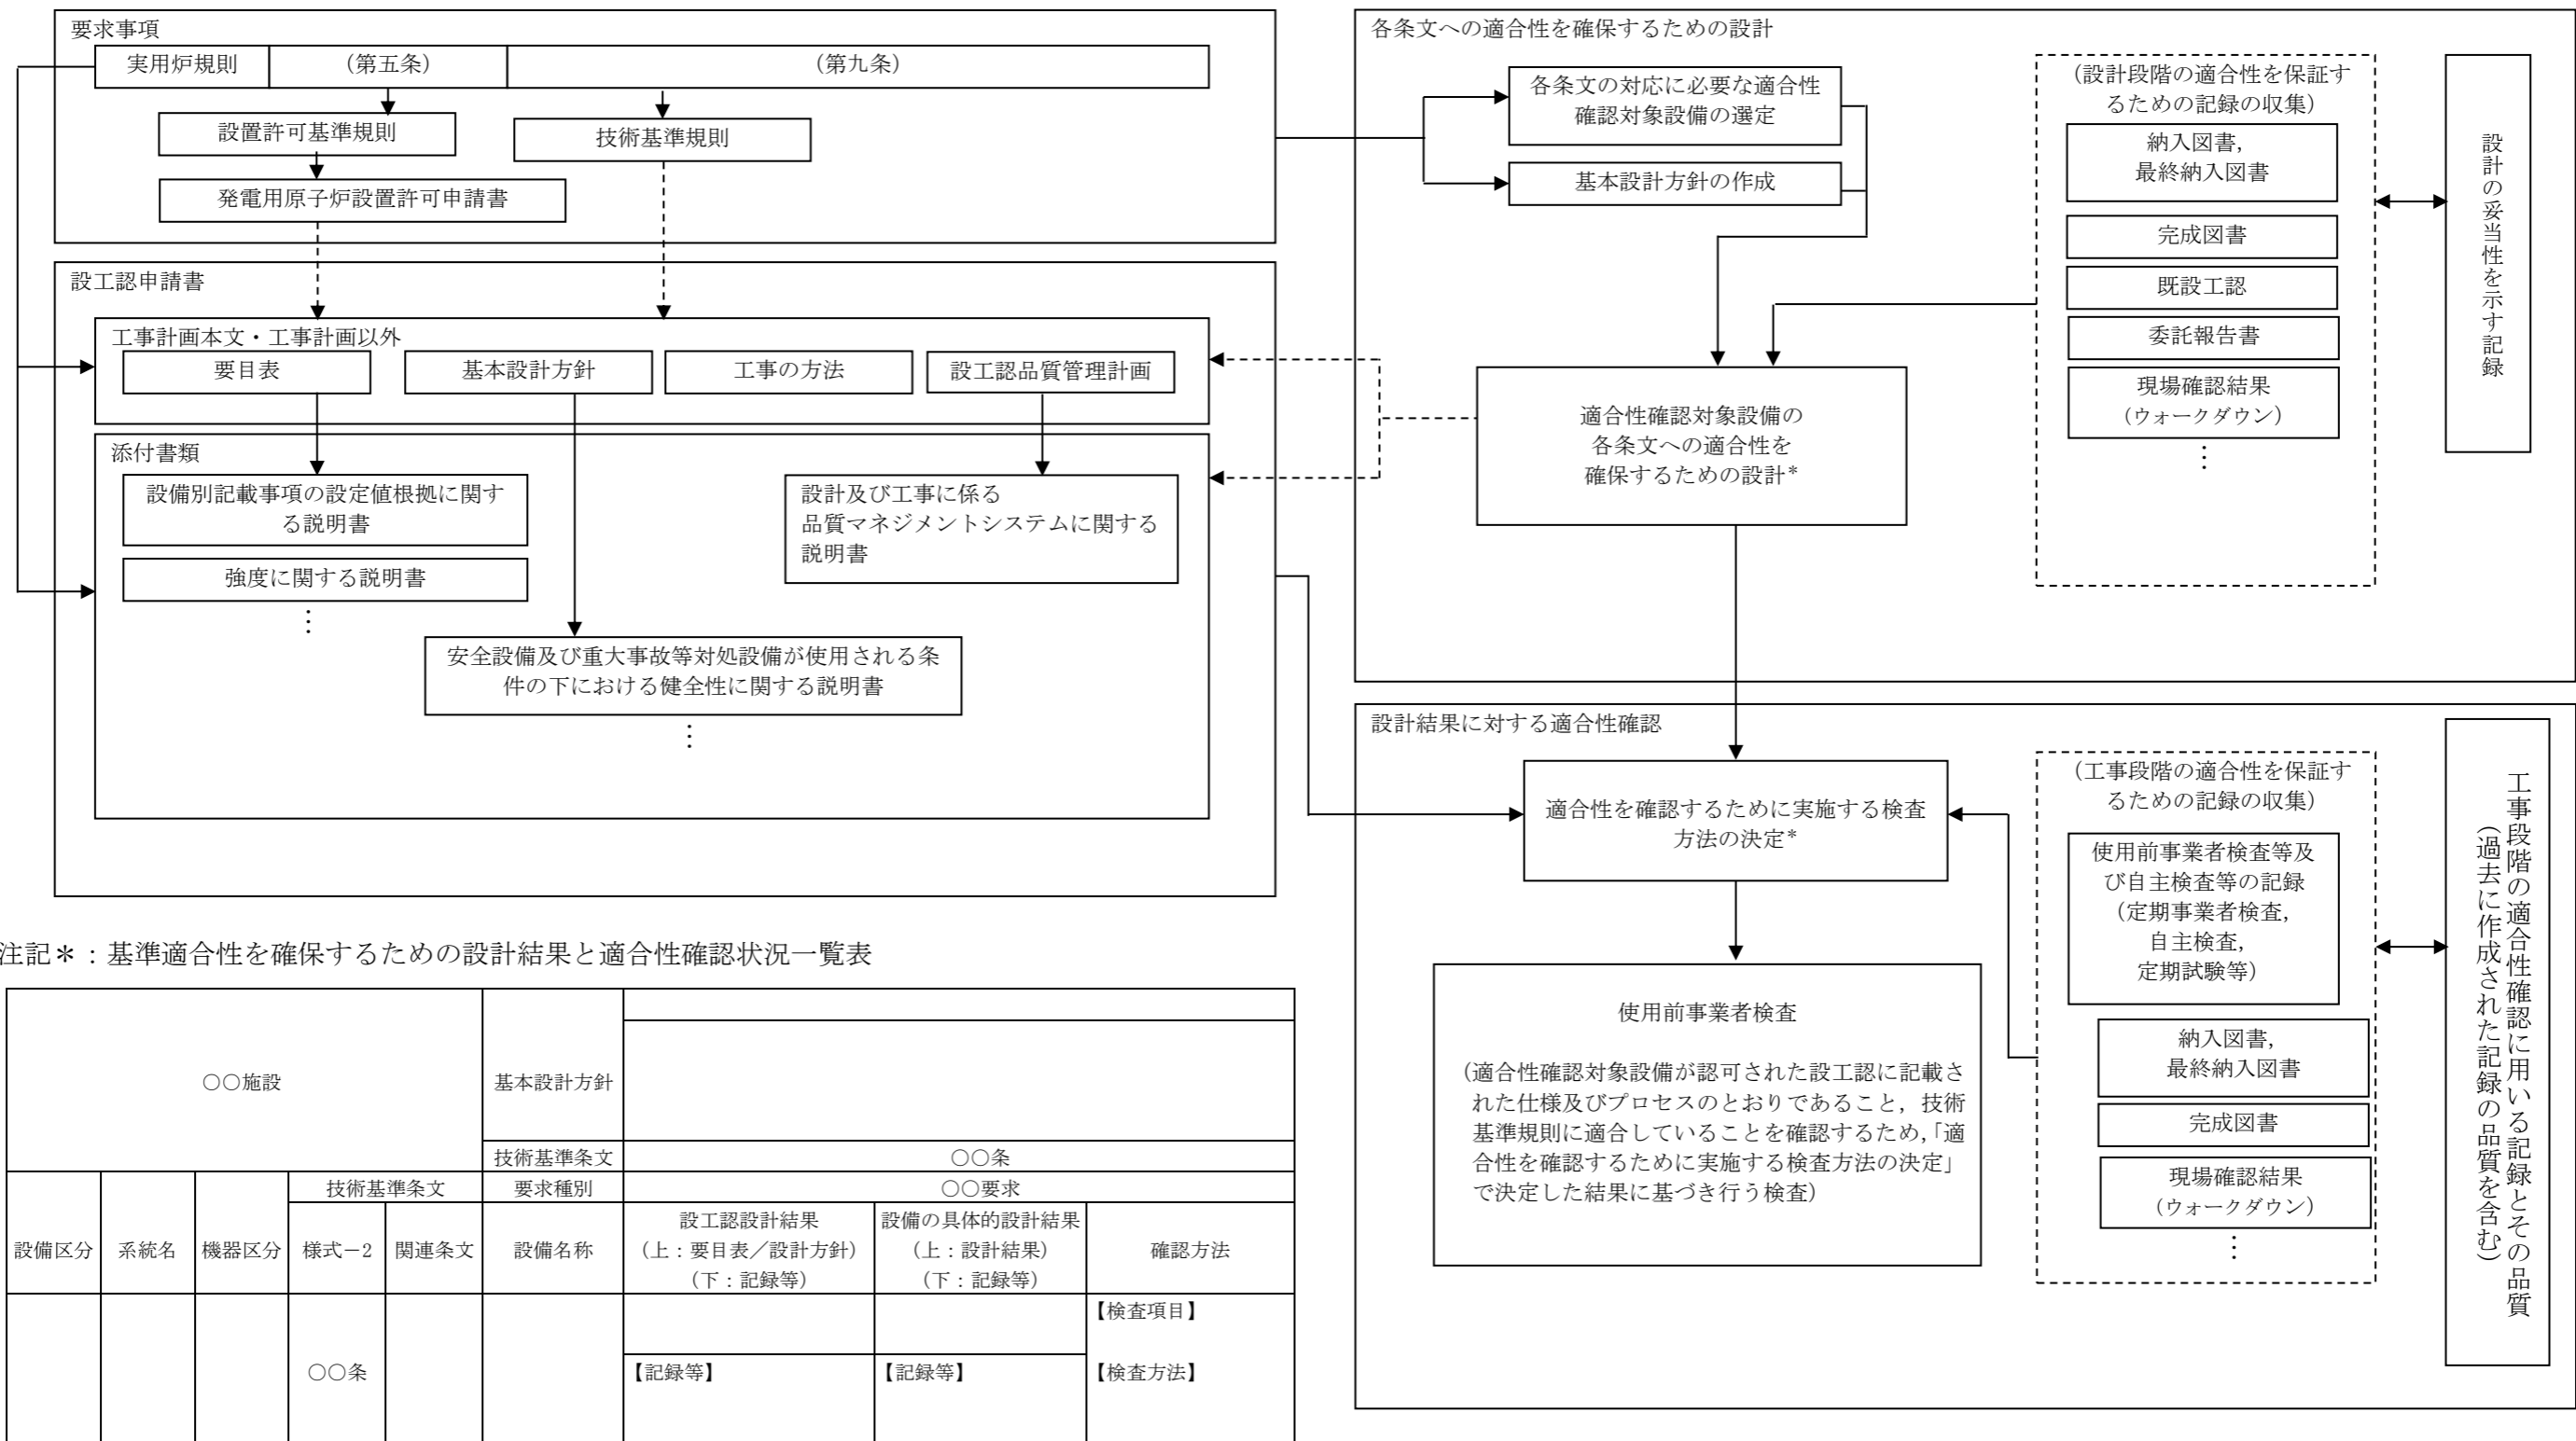 要求事項
実用炉規則
（第五条）
（第九条）
設置許可基準規則
技術基準規則
発電用原子炉設置許可申請書
設工認申請書
工事計画本文・工事計画以外
要目表
基本設計方針
工事の方法
設工認品質管理計画
添付書類
設備別記載事項の設定値根拠に関す
る説明書
設計及び工事に係る
品質マネジメントシステムに関する
説明書
強度に関する説明書
⋮
安全設備及び重大事故等対処設備が使用される条
件の下における健全性に関する説明書
⋮
各条文への適合性を確保するための設計
各条文の対応に必要な適合性
確認対象設備の選定
基本設計方針の作成
（設計段階の適合性を保証す
るための記録の収集）
納入図書，
最終納入図書
完成図書
既設工認
委託報告書
現場確認結果
（ウォークダウン）
⋮
設計の妥当性を示す記録
適合性確認対象設備の
各条文への適合性を
確保するための設計*
設計結果に対する適合性確認
適合性を確認するために実施する検査
方法の決定*
使用前事業者検査
（適合性確認対象設備が認可された設工認に記載さ
れた仕様及びプロセスのとおりであること，技術
基準規則に適合していることを確認するため，「適
合性を確認するために実施する検査方法の決定」
で決定した結果に基づき行う検査）
（工事段階の適合性を保証す
るための記録の収集）
使用前事業者検査等及
び自主検査等の記録
（定期事業者検査，
自主検査，
定期試験等）
納入図書，
最終納入図書
完成図書
現場確認結果
（ウォークダウン）
⋮
工事段階の適合性確認に用いる記録とその品質
（過去に作成された記録の品質を含む）
注記＊：基準適合性を確保するための設計結果と適合性確認状況一覧表
○○施設
基本設計方針
技術基準条文
○○条
技術基準条文
要求種別
○○要求
設備区分
系統名
機器区分
様式－2
関連条文
設備名称
設工認設計結果
（上：要目表／設計方針）
（下：記録等）
設備の具体的設計結果
（上：設計結果）
（下：記録等）
確認方法
【検査項目】
○○条
【記録等】
【記録等】
【検査方法】